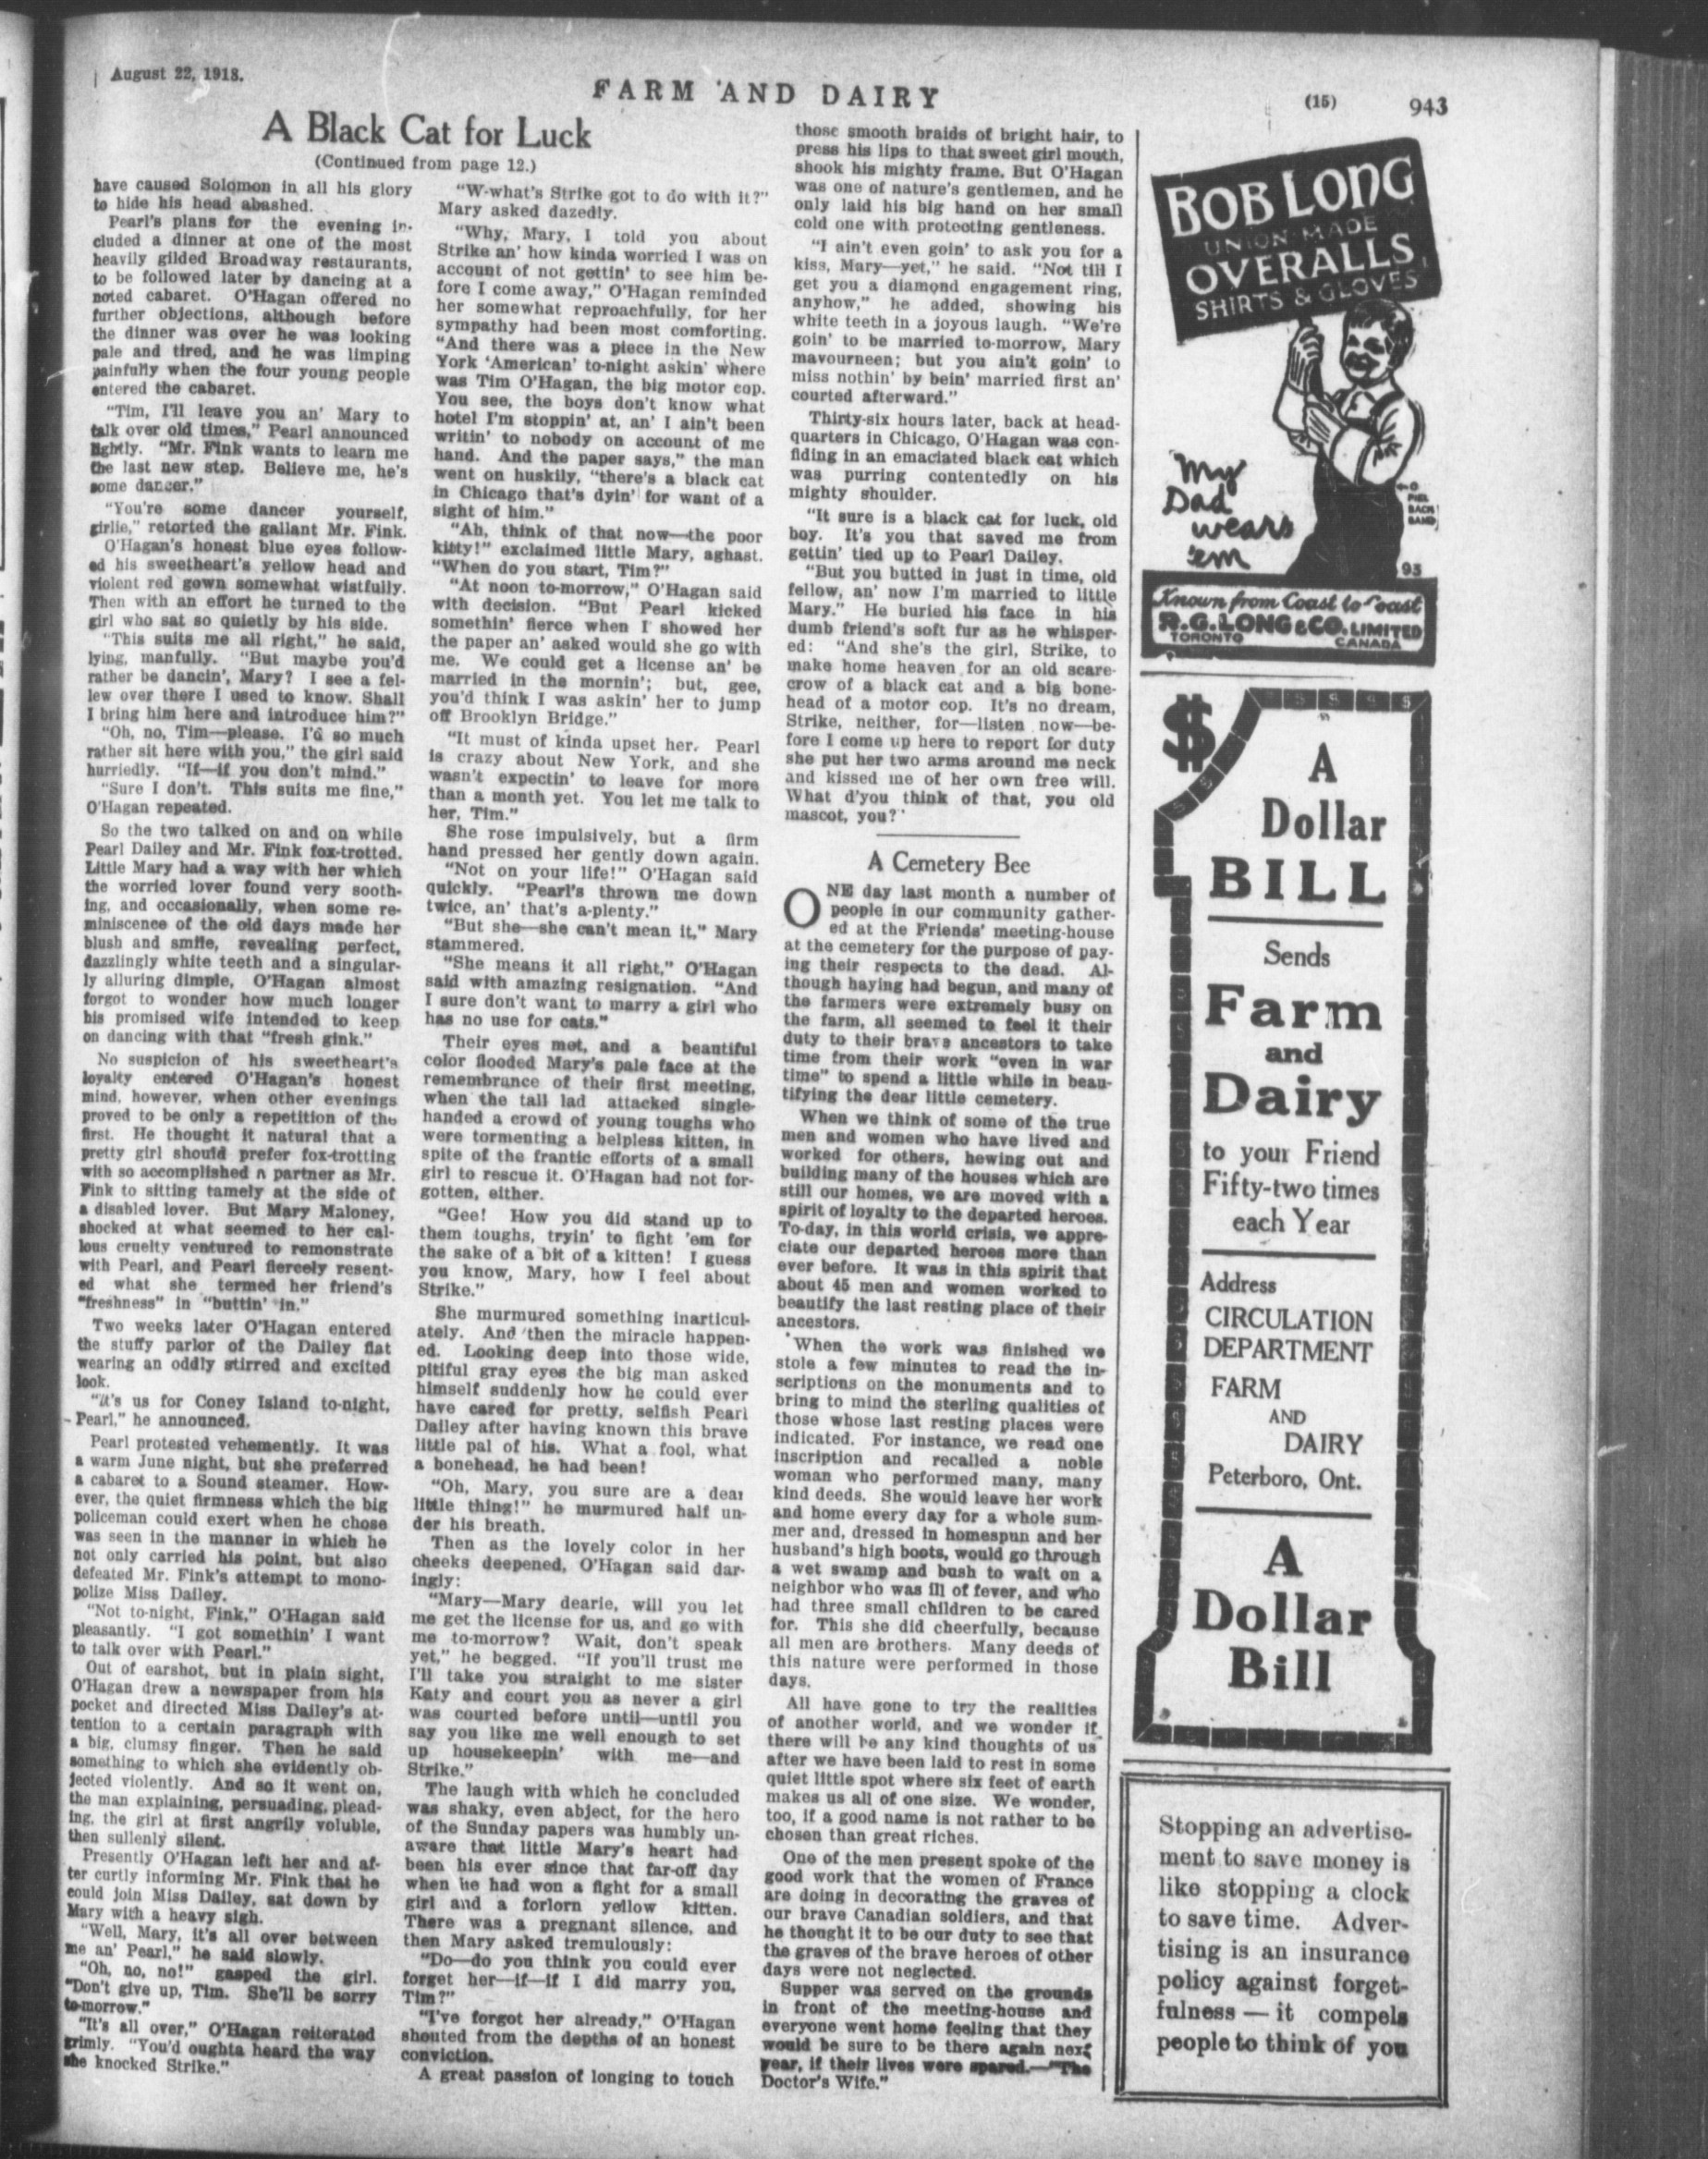 August 22, 1918.
FARM AND DAIRY
(15) 943
A Black Cat for Luck
(Continued from page 12.)
have caused Solomon in all his glory
to hide his head abashed.
Pearl's plans for the evening in-
cluded a dinner at one of the most
heavily gilded Broadway restaurants,
to be followed later by dancing at a
noted cabaret. O'Hagan offered no
further objections, although before
the dinner was over he was looking
pale and tired, and he was limping
painfully when the four young people
entered the cabaret.
"Tim, I'll leave you an' Mary to
talk over old times," Pearl announced
lightly. "Mr. Fink wants to learn me
the last new step. Believe me, he's
some dancer."
"You're some dancer yourself,
girlie," retorted the gallant Mr. Fink.
O'Hagan's honest blue eyes follow-
ed his sweetheart's yellow head and
violent red gown somewhat wistfully.
Then with an effort he turned to the
girl who sat so quietly by his side.
"This suits me all right," he said,
lying, manfully. "But maybe you'd
rather be dancin', Mary? I see a fel-
lew over there I used to know. Shall
I bring him here and introduce him?"
"Oh, no, Tim—please. I'd so much
rather sit here with you," the girl said
hurriedly. "If—if you don't mind."
"Sure I don't. This suits me fine,"
O'Hagan repeated.
So the two talked on and on while
Pearl Dailey and Mr. Fink fox-trotted.
Little Mary had a way with her which
the worried lover found very sooth-
ing, and occasionally, when some re-
miniscence of the old days made her
blush and smile, revealing perfect,
dazzlingly white teeth and a singular-
ly alluring dimple, O'Hagan almost
forgot to wonder how much longer
his promised wife intended to keep
on dancing with that "fresh gink."
No suspicion of his sweetheart's
loyalty entered O'Hagan's honest
mind, however, when other evenings
proved to be only a repetition of the
first. He thought it natural that a
pretty girl should prefer fox-trotting
with so accomplished a partner as Mr.
Fink to sitting tamely at the side of
a disabled lover. But Mary Maloney,
shocked at what seemed to her cal-
lous cruelty ventured to remonstrate
with Pearl, and Pearl fiercely resent-
ed what she termed her friend's
"freshness" in "buttin' in."
Two weeks later O'Hagan entered
the stuffy parlor of the Dailey flat
wearing an oddly stirred and excited
look.
"It's us for Coney Island to-night,
Pearl," he announced.
Pearl protested vehemently. It was
a warm June night, but she preferred
a cabaret to a Sound steamer. How-
ever, the quiet firmness which the big
policeman could exert when he chose
was seen in the manner in which he
not only carried his point, but also
defeated Mr. Fink's attempt to mono-
polize Miss Dailey.
"Not to-night, Fink," O'Hagan said
pleasantly. "I got somethin' I want
to talk over with Pearl."
Out of earshot, but in plain sight,
O'Hagan drew a newspaper from his
pocket and directed Miss Dailey's at-
tention to a certain paragraph with
a big, clumsy finger. Then he said
something to which she evidently ob-
jected violently. And so it went on,
the man explaining, persuading, plead-
ing, the girl at first angrily voluble,
then sullenly silent.
Presently O'Hagan left her and af-
ter curtly informing Mr. Fink that he
could join Miss Dailey, sat down by
Mary with a heavy sigh.
"Well, Mary, it's all over between
me an' Pearl," he said slowly.
"Oh, no, no!" gasped the girl.
"Don't give up, Tim. She'll be sorry
to-morrow."
"It's all over," O'Hagan reiterated
grimly. "You'd oughta heard the way
she knocked Strike."
"W-what's Strike got to do with it?"
Mary asked dazedly.
"Why, Mary, I told you about
Strike an' how kinda worried I was on
account of not gettin' to see him be-
fore I come away," O'Hagan reminded
her somewhat reproachfully, for her
sympathy had been most comforting.
"And there was a piece in the New
York 'American' to-night askin' where
was Tim O'Hagan, the big motor cop.
You see, the boys don't know what
hotel I'm stoppin' at, an' I ain't been
writin' to nobody on account of me
hand. And the paper says," the man
went on huskily, "there's a black cat
in Chicago that's dyin' for want of a
sight of him."
"Ah, think of that now—the poor
kitty!" exclaimed little Mary, aghast.
"When do you start, Tim?"
"At noon to-morrow," O'Hagan said
with decision. "But Pearl kicked
somethin' fierce when I showed her
the paper an' asked would she go with
me. We could get a license an' be
married in the mornin'; but, gee,
you'd think I was askin' her to jump
off Brooklyn Bridge."
"It must of kinda upset her. Pearl
is crazy about New York, and she
wasn't expectin' to leave for more
than a month yet. You let me talk to
her, Tim."
She rose impulsively, but a firm
hand pressed her gently down again.
"Not on your life!" O'Hagan said
quickly. "Pearl's thrown me down
twice, an' that's a-plenty."
"But she—she can't mean it," Mary
stammered.
"She means it all right," O'Hagan
said with amazing resignation. "And
I sure don't want to marry a girl who
has no use for cats."
Their eyes met, and a beautiful
color flooded Mary's pale face at the
remembrance of their first meeting,
when the tall lad attacked single-
handed a crowd of young toughs who
were tormenting a helpless kitten, in
spite of the frantic efforts of a small
girl to rescue it. O'Hagan had not for-
gotten, either.
"Gee! How you did stand up to
them toughs, tryin' to fight 'em for
the sake of a bit of a kitten! I guess
you know, Mary, how I feel about
Strike."
She murmured something inarticul-
ately. And then the miracle happen-
ed. Looking deep into those wide,
pitiful gray eyes the big man asked
himself suddenly how he could ever
have cared for pretty, selfish Pearl
Dailey after having known this brave
little pal of his. What a fool, what
a bonehead, he had been!
"Oh, Mary, you sure are a dear
little thing!" he murmured half un-
der his breath.
Then as the lovely color in her
cheeks deepened, O'Hagan said dar-
ingly:
"Mary—Mary dearie, will you let
me get the license for us, and go with
me to-morrow? Wait, don't speak
yet," he begged. "If you'll trust me
I'll take you straight to me sister
Katy and court you as never a girl
was courted before until—until you
say you like me well enough to set
up housekeepin' with me—and
Strike."
The laugh with which he concluded
was shaky, even abject, for the hero
of the Sunday papers was humbly un-
aware that little Mary's heart had
been his ever since that far-off day
when he had won a fight for a small
girl and a forlorn yellow kitten.
There was a pregnant silence, and
then Mary asked tremulously:
"Do—do you think you could ever
forget her—if—if I did marry you,
Tim?"
"I've forgot her already," O'Hagan
shouted from the depths of an honest
conviction.
A great passion of longing to touch
those smooth braids of bright hair, to
press his lips to that sweet girl mouth,
shook his mighty frame. But O'Hagan
was one of nature's gentlemen, and he
only laid his big hand on her small
cold one with protecting gentleness.
"I ain't even goin' to ask you for a
kiss, Mary—yet," he said. "Not till I
get you a diamond engagement ring,
anyhow," he added, showing his
white teeth in a joyous laugh. "We're
goin' to be married to-morrow, Mary
mavourneen; but you ain't goin' to
miss nothin' by bein' married first an'
courted afterward."
Thirty-six hours later, back at head-
quarters in Chicago, O'Hagan was con-
fiding in an emaciated black cat which
was purring contentedly on his
mighty shoulder.
"It sure is a black cat for luck, old
boy. It's you that saved me from
gettin' tied up to Pearl Dailey.
"But you butted in just in time, old
fellow, an' now I'm married to little
Mary." He buried his face in his
dumb friend's soft fur as he whisper-
ed: "And she's the girl, Strike, to
make home heaven for an old scare-
crow of a black cat and a big bone-
head of a motor cop. It's no dream,
Strike, neither, for—listen now—be-
fore I come up here to report for duty
she put her two arms around me neck
and kissed me of her own free will.
What d'you think of that, you old
mascot, you?"
A Cemetery Bee
ONE day last month a number of
people in our community gather-
ed at the Friends' meeting-house
at the cemetery for the purpose of pay-
ing their respects to the dead. Al-
though haying had begun, and many of
the farmers were extremely busy on
the farm, all seemed to feel it their
duty to their brave ancestors to take
time from their work "even in war
time" to spend a little while in beau-
tifying the dear little cemetery.
When we think of some of the true
men and women who have lived and
worked for others, hewing out and
building many of the houses which are
still our homes, we are moved with a
spirit of loyalty to the departed heroes.
To-day, in this world crisis, we appre-
ciate our departed heroes more than
ever before. It was in this spirit that
about 45 men and women worked to
beautify the last resting place of their
ancestors.
When the work was finished we
stole a few minutes to read the in-
scriptions on the monuments and to
bring to mind the sterling qualities of
those whose last resting places were
indicated. For instance, we read one
inscription and recalled a noble
woman who performed many, many
kind deeds. She would leave her work
and home every day for a whole sum-
mer and, dressed in homespun and her
husband's high boots, would go through
a wet swamp and bush to wait on a
neighbor who was ill of fever, and who
had three small children to be cared
for. This she did cheerfully, because
all men are brothers. Many deeds of
this nature were performed in those
days.
All have gone to try the realities
of another world, and we wonder if
there will be any kind thoughts of us
after we have been laid to rest in some
quiet little spot where six feet of earth
makes us all of one size. We wonder,
too, if a good name is not rather to be
chosen than great riches.
One of the men present spoke of the
good work that the women of France
are doing in decorating the graves of
our brave Canadian soldiers, and that
he thought it to be our duty to see that
the graves of the brave heroes of other
days were not neglected.
Supper was served on the grounds
in front of the meeting-house and
everyone went home feeling that they
would be sure to be there again next
year, if their lives were spared.—"The
Doctor's Wife."
BOB LONG
UNION-MADE
OVERALLS
SHIRTS & GLOVES
My
Dad
wears
'em
BACK
BAND
93
Known from Coast to Coast
R.G. LONG & CO. LIMITED
TORONTO CANADA
$
A
Dollar
BILL
Sends
Farm
and
Dairy
to your Friend
Fifty-two times
each Year
Address
CIRCULATION
DEPARTMENT
FARM
AND
DAIRY
Peterboro, Ont.
A
Dollar
Bill
Stopping an advertise-
ment to save money is
like stopping a clock
to save time. Adver-
tising is an insurance
policy against forget-
fulness — it compels
people to think of you